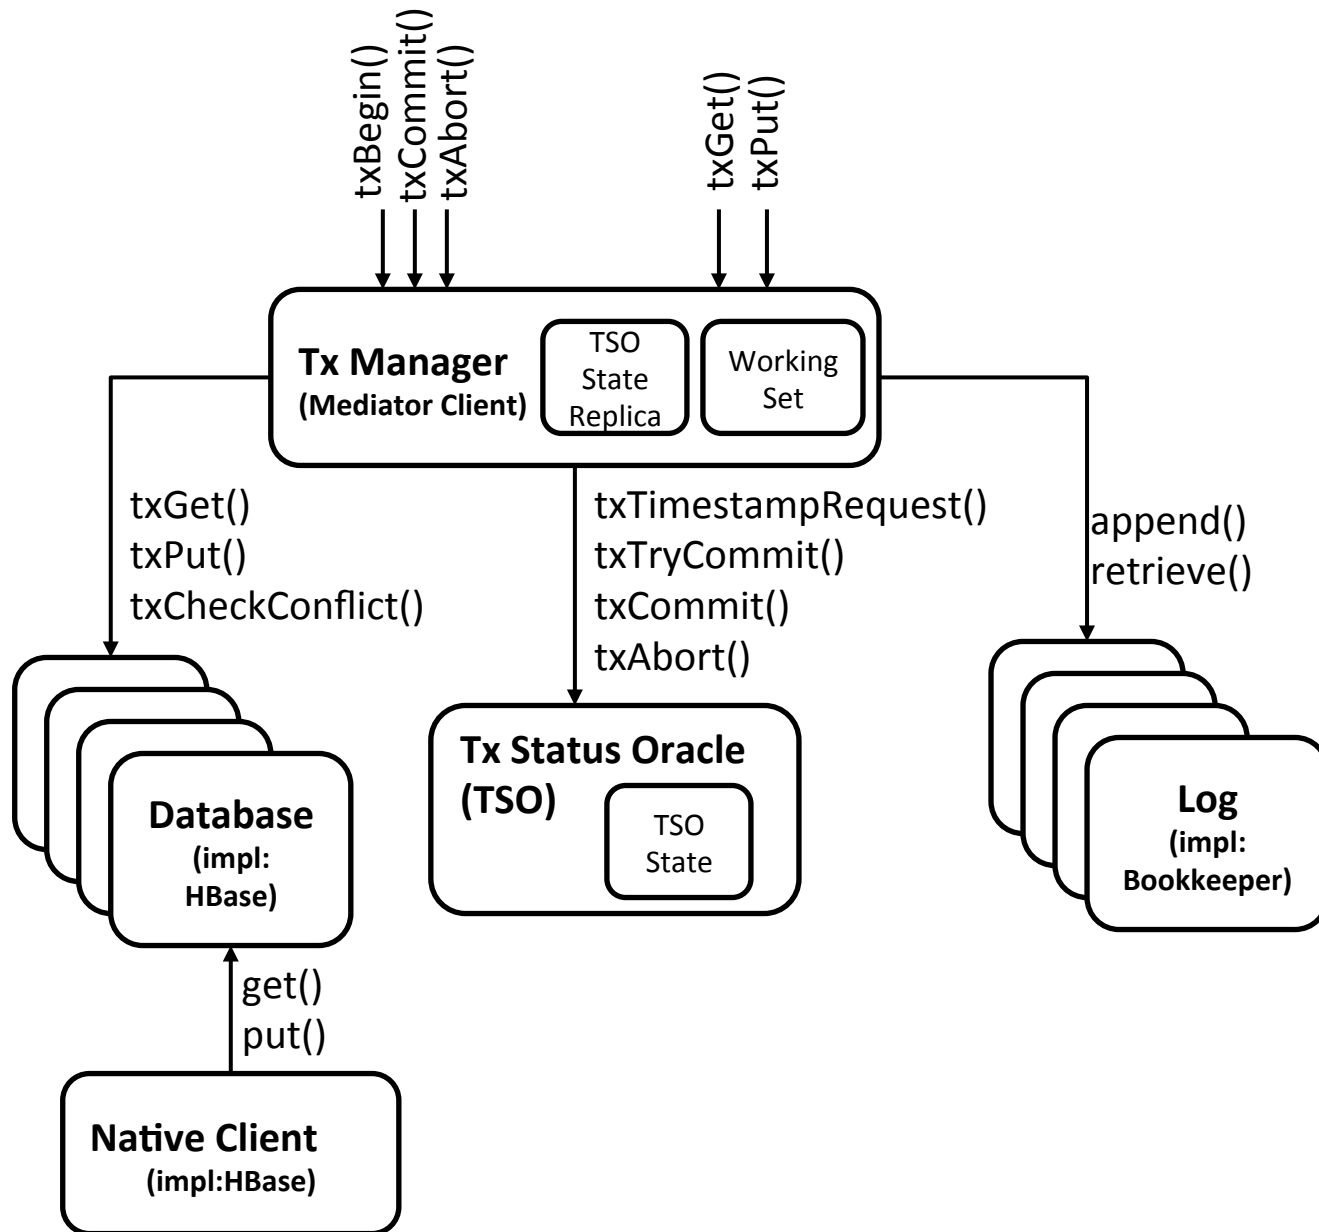 txBegin()
txCommit()
txAbort()
txGet()
txPut()
Tx Manager
(Mediator Client)
TSO
State
Replica
Working
Set
txGet()
txPut()
txCheckConflict()
txTimestampRequest()
txTryCommit()
txCommit()
txAbort()
append()
retrieve()
Database
(impl:
HBase)
Tx Status Oracle
(TSO)
TSO
State
Log
(impl:
Bookkeeper)
get()
put()
Native Client
(impl:HBase)